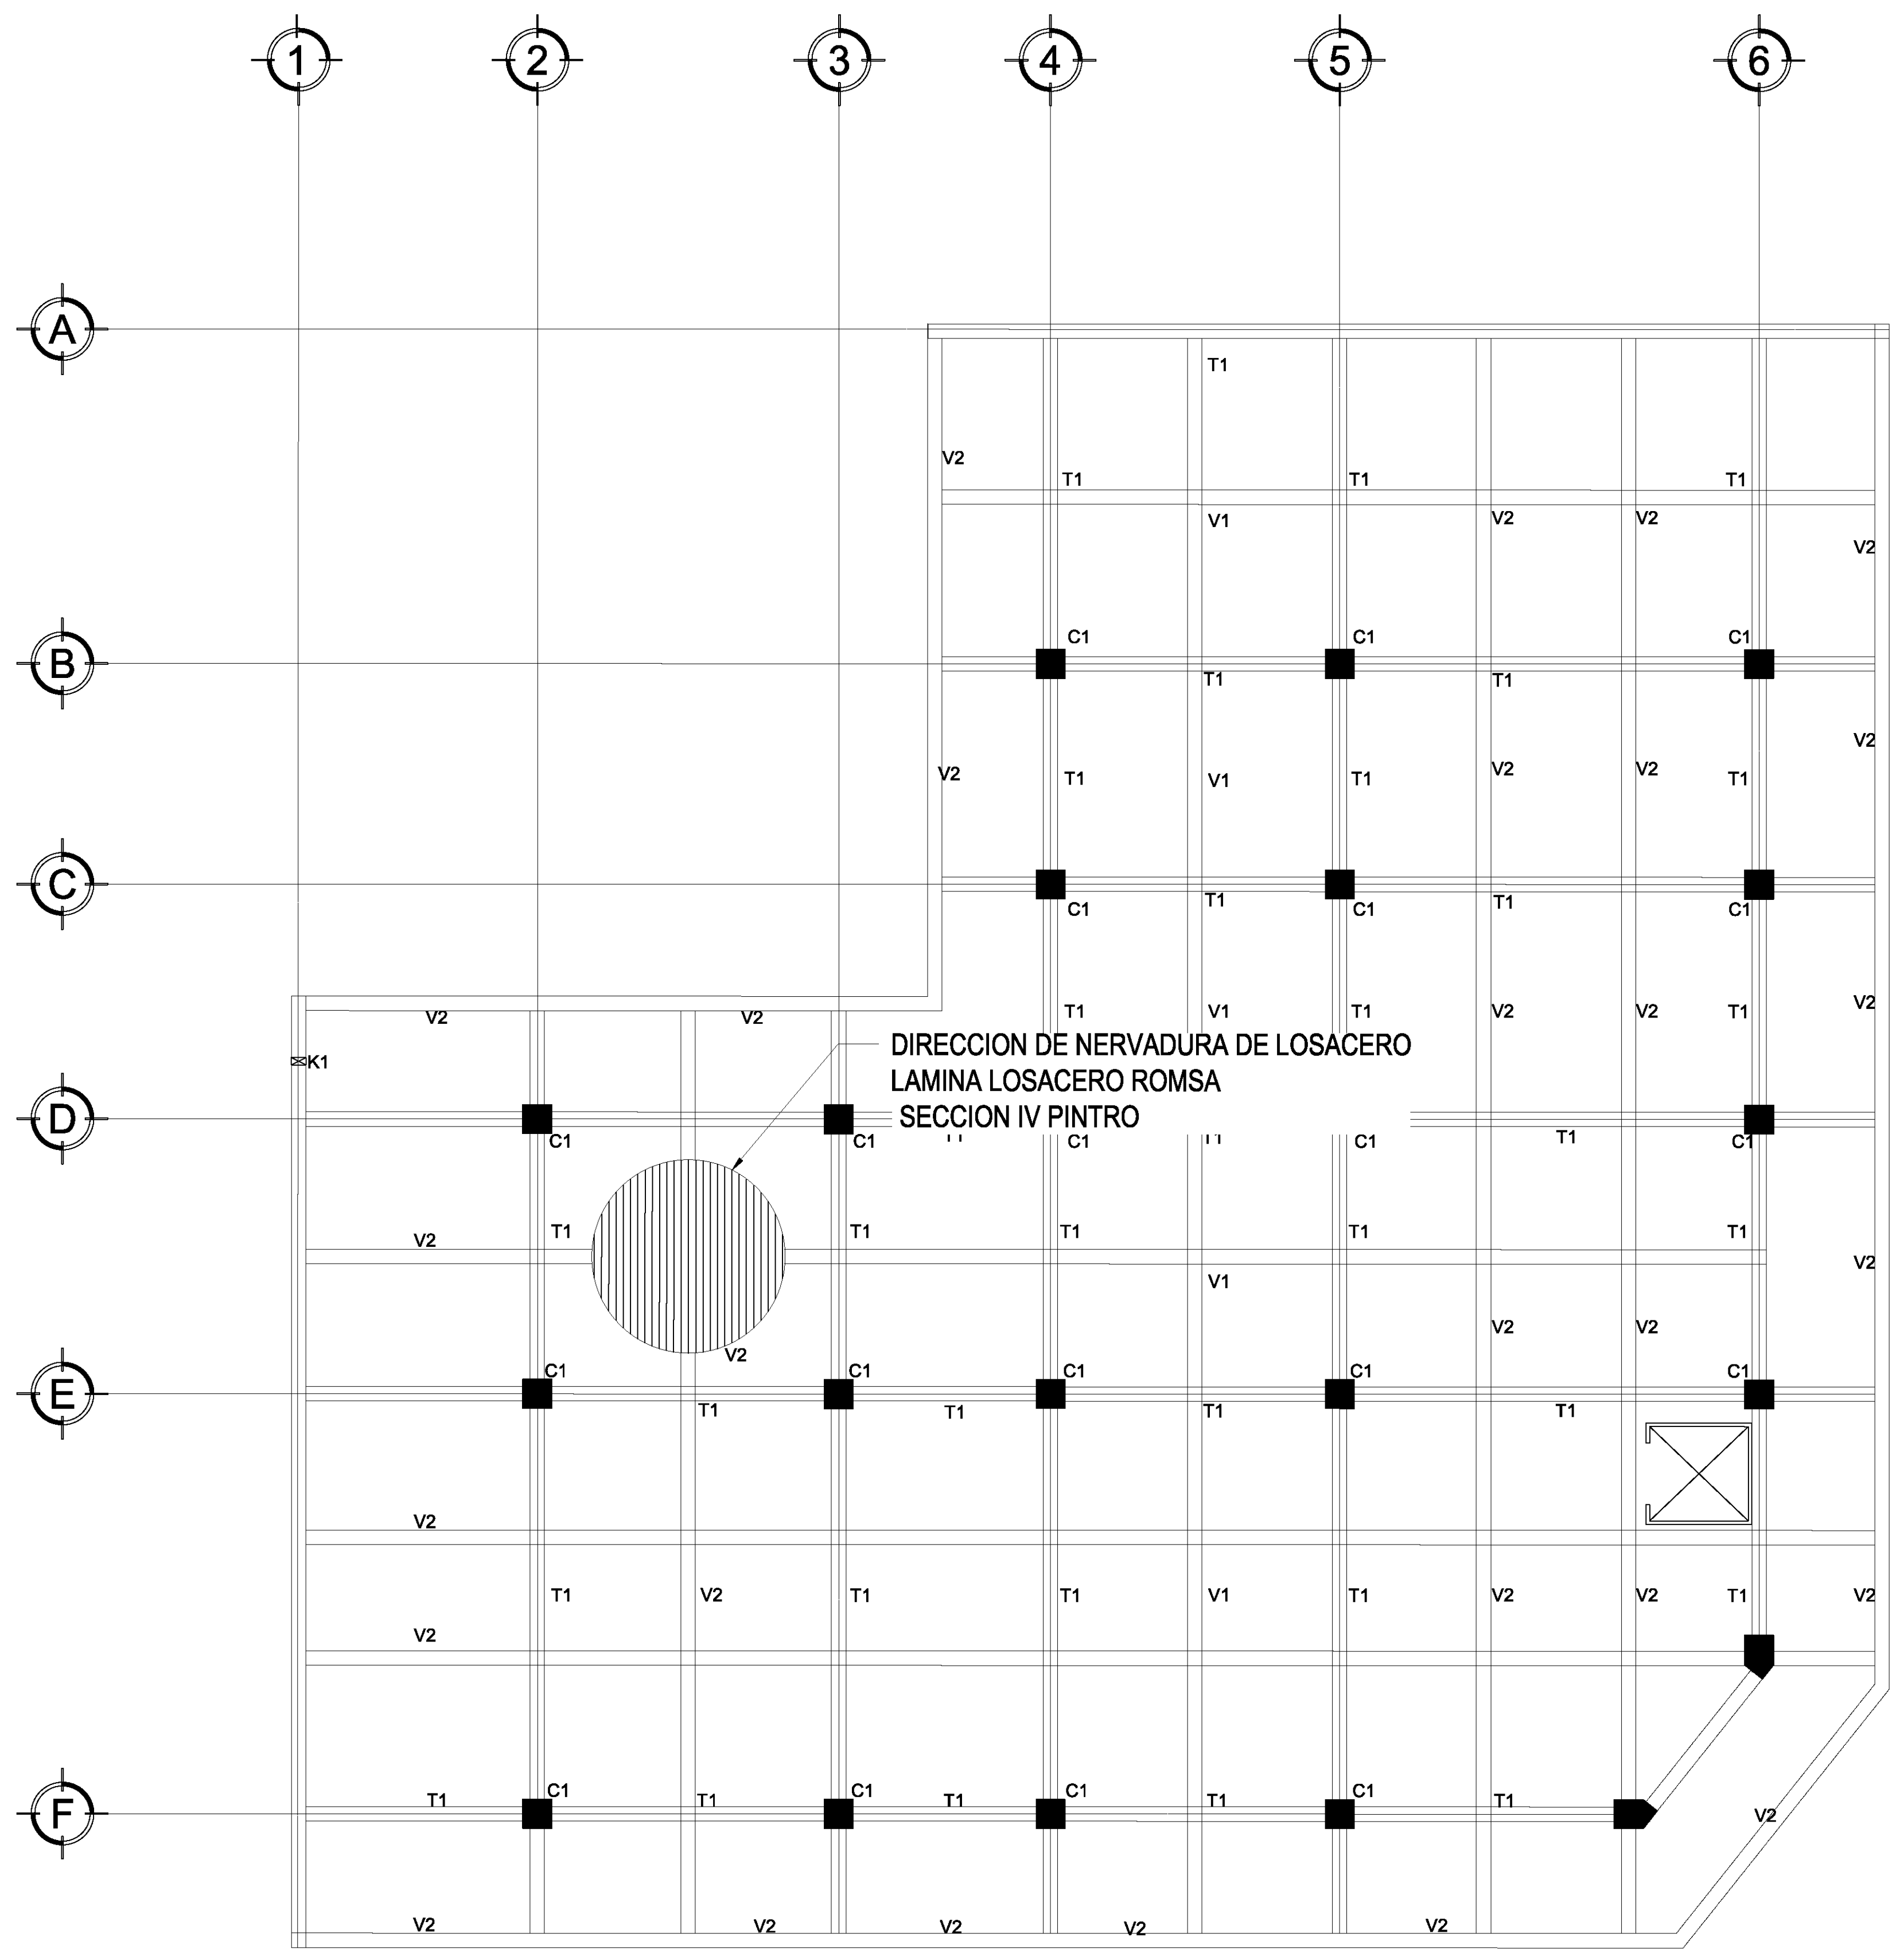 1 2 3 4 5 6
A
T1
V2
T1 T1 T1
V1 V2 V2
V2
C1 C1 C1
B
T1 T1
V2
V2 T1 V1 T1 V2 V2 T1
C
T1 T1
C1 C1 C1
V2
V2 V2 T1 V1 T1 V2 V2 T1
DIRECCION DE NERVADURA DE LOSACERO
K1
LAMINA LOSACERO ROMSA
SECCION IV PINTRO
D
C1 C1 T1 C1 T1 C1 T1 C1
V2 T1 T1 T1 T1 T1
V2
V1
V2 V2
V2
C1 C1 C1 C1 C1
E
T1 T1 T1 T1
V2
T1 V2 T1 T1 V1 T1 V2 V2 T1 V2
V2
C1 C1 C1 C1
T1 T1 T1 T1 T1
F
V2
V2 V2 V2 V2 V2